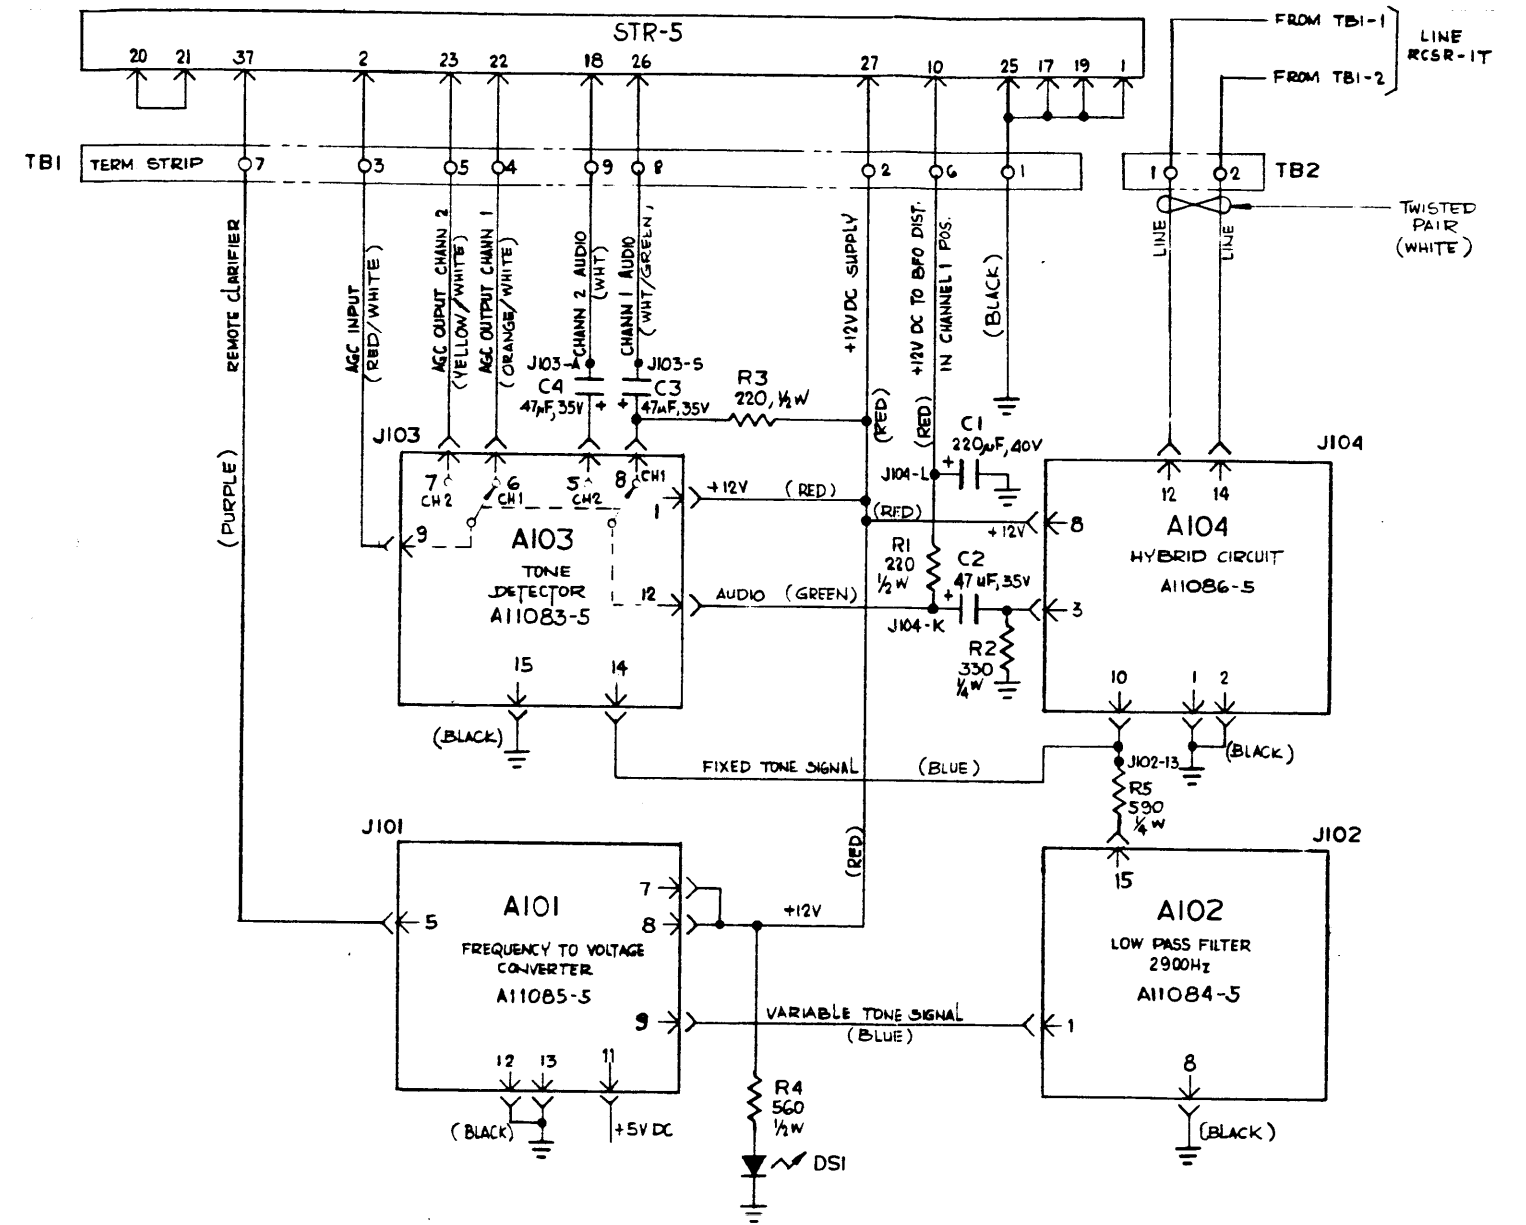 STR-5
20 21 37 2 23 22 18 26 27 10 25 17 19 1
FROM TB1-1
FROM TB1-2
LINE
RCSR-1T
TB1
TERM STRIP
7 3 5 4 9 8 2 6 1
1 2
TB2
TWISTED
PAIR
(WHITE)
LINE
LINE
REMOTE CLARIFIER
(PURPLE)
AGC INPUT
(RED/WHITE)
AGC OUPUT CHANN 2
(YELLOW/WHITE)
AGC OUTPUT CHANN 1
(ORANGE/WHITE)
CHANN 2 AUDIO
(WHT)
CHANN 1 AUDIO
(WHT/GREEN)
+12V DC SUPPLY
(RED)
+12V DC TO BFO DIST.
IN CHANNEL 1 POS.
(RED)
(BLACK)
J103-A
C4
47µF,35V
+
J103-5
C3
47µF,35V
+
R3
220, ½W
J103
7
CH2
6
CH1
5
CH2
8
CH1
1
+12V
(RED)
9
A103
TONE
DETECTOR
A11083-5
12
AUDIO
(GREEN)
15
14
(BLACK)
C1
220µF,40V
+
J104-L
(RED)
+12V
R1
220
½W
C2
47uF,35V
+
J104-K
R2
330
¼W
J104
12
14
8
A104
HYBRID CIRCUIT
A11086-5
3
10
1
2
(BLACK)
FIXED TONE SIGNAL
(BLUE)
J102-13
R5
590
¼W
(RED)
J101
7
8
+12V
5
A101
FREQUENCY TO VOLTAGE
CONVERTER
A11085-5
9
VARIABLE TONE SIGNAL
(BLUE)
12
13
11
(BLACK)
+5V DC
R4
560
½W
DS1
J102
15
A102
LOW PASS FILTER
2900Hz
A11084-5
1
8
(BLACK)